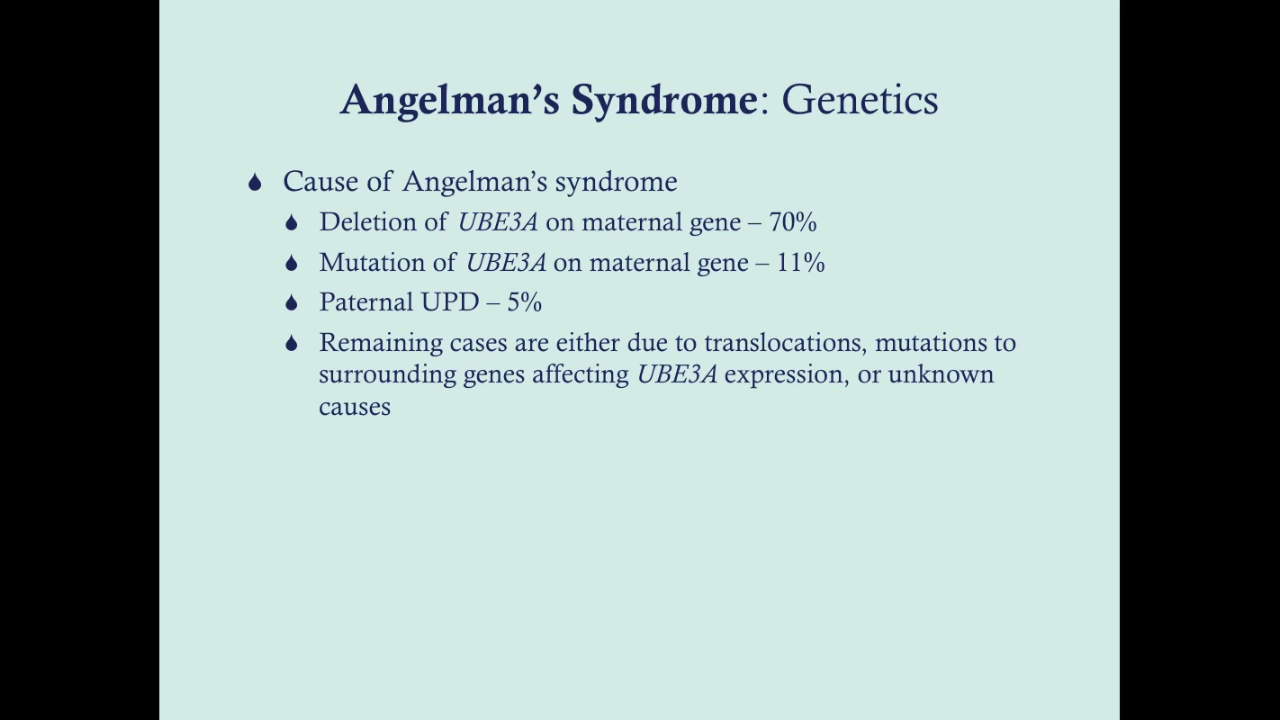 Angelman’s Syndrome: Genetics
Cause of Angelman’s syndrome
Deletion of UBE3A on maternal gene – 70%
Mutation of UBE3A on maternal gene – 11%
Paternal UPD – 5%
Remaining cases are either due to translocations, mutations to
surrounding genes affecting UBE3A expression, or unknown
causes